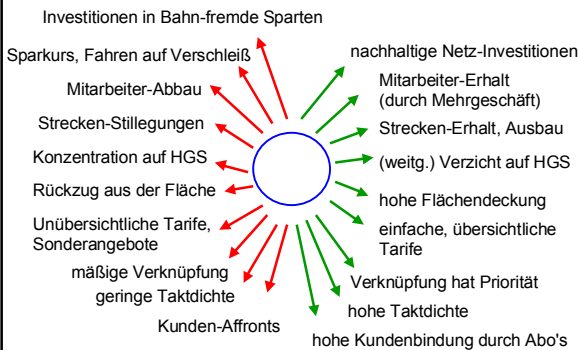 Investitionen in Bahn-fremde Sparten
Sparkurs, Fahren auf Verschleiß
Mitarbeiter-Abbau
Strecken-Stillegungen
Konzentration auf HGS
Rückzug aus der Fläche
Unübersichtliche Tarife,
Sonderangebote
mäßige Verknüpfung
geringe Taktdichte
Kunden-Affronts
nachhaltige Netz-Investitionen
Mitarbeiter-Erhalt
(durch Mehrgeschäft)
Strecken-Erhalt, Ausbau
(weitg.) Verzicht auf HGS
hohe Flächendeckung
einfache, übersichtliche
Tarife
Verknüpfung hat Priorität
hohe Taktdichte
hohe Kundenbindung durch Abo's